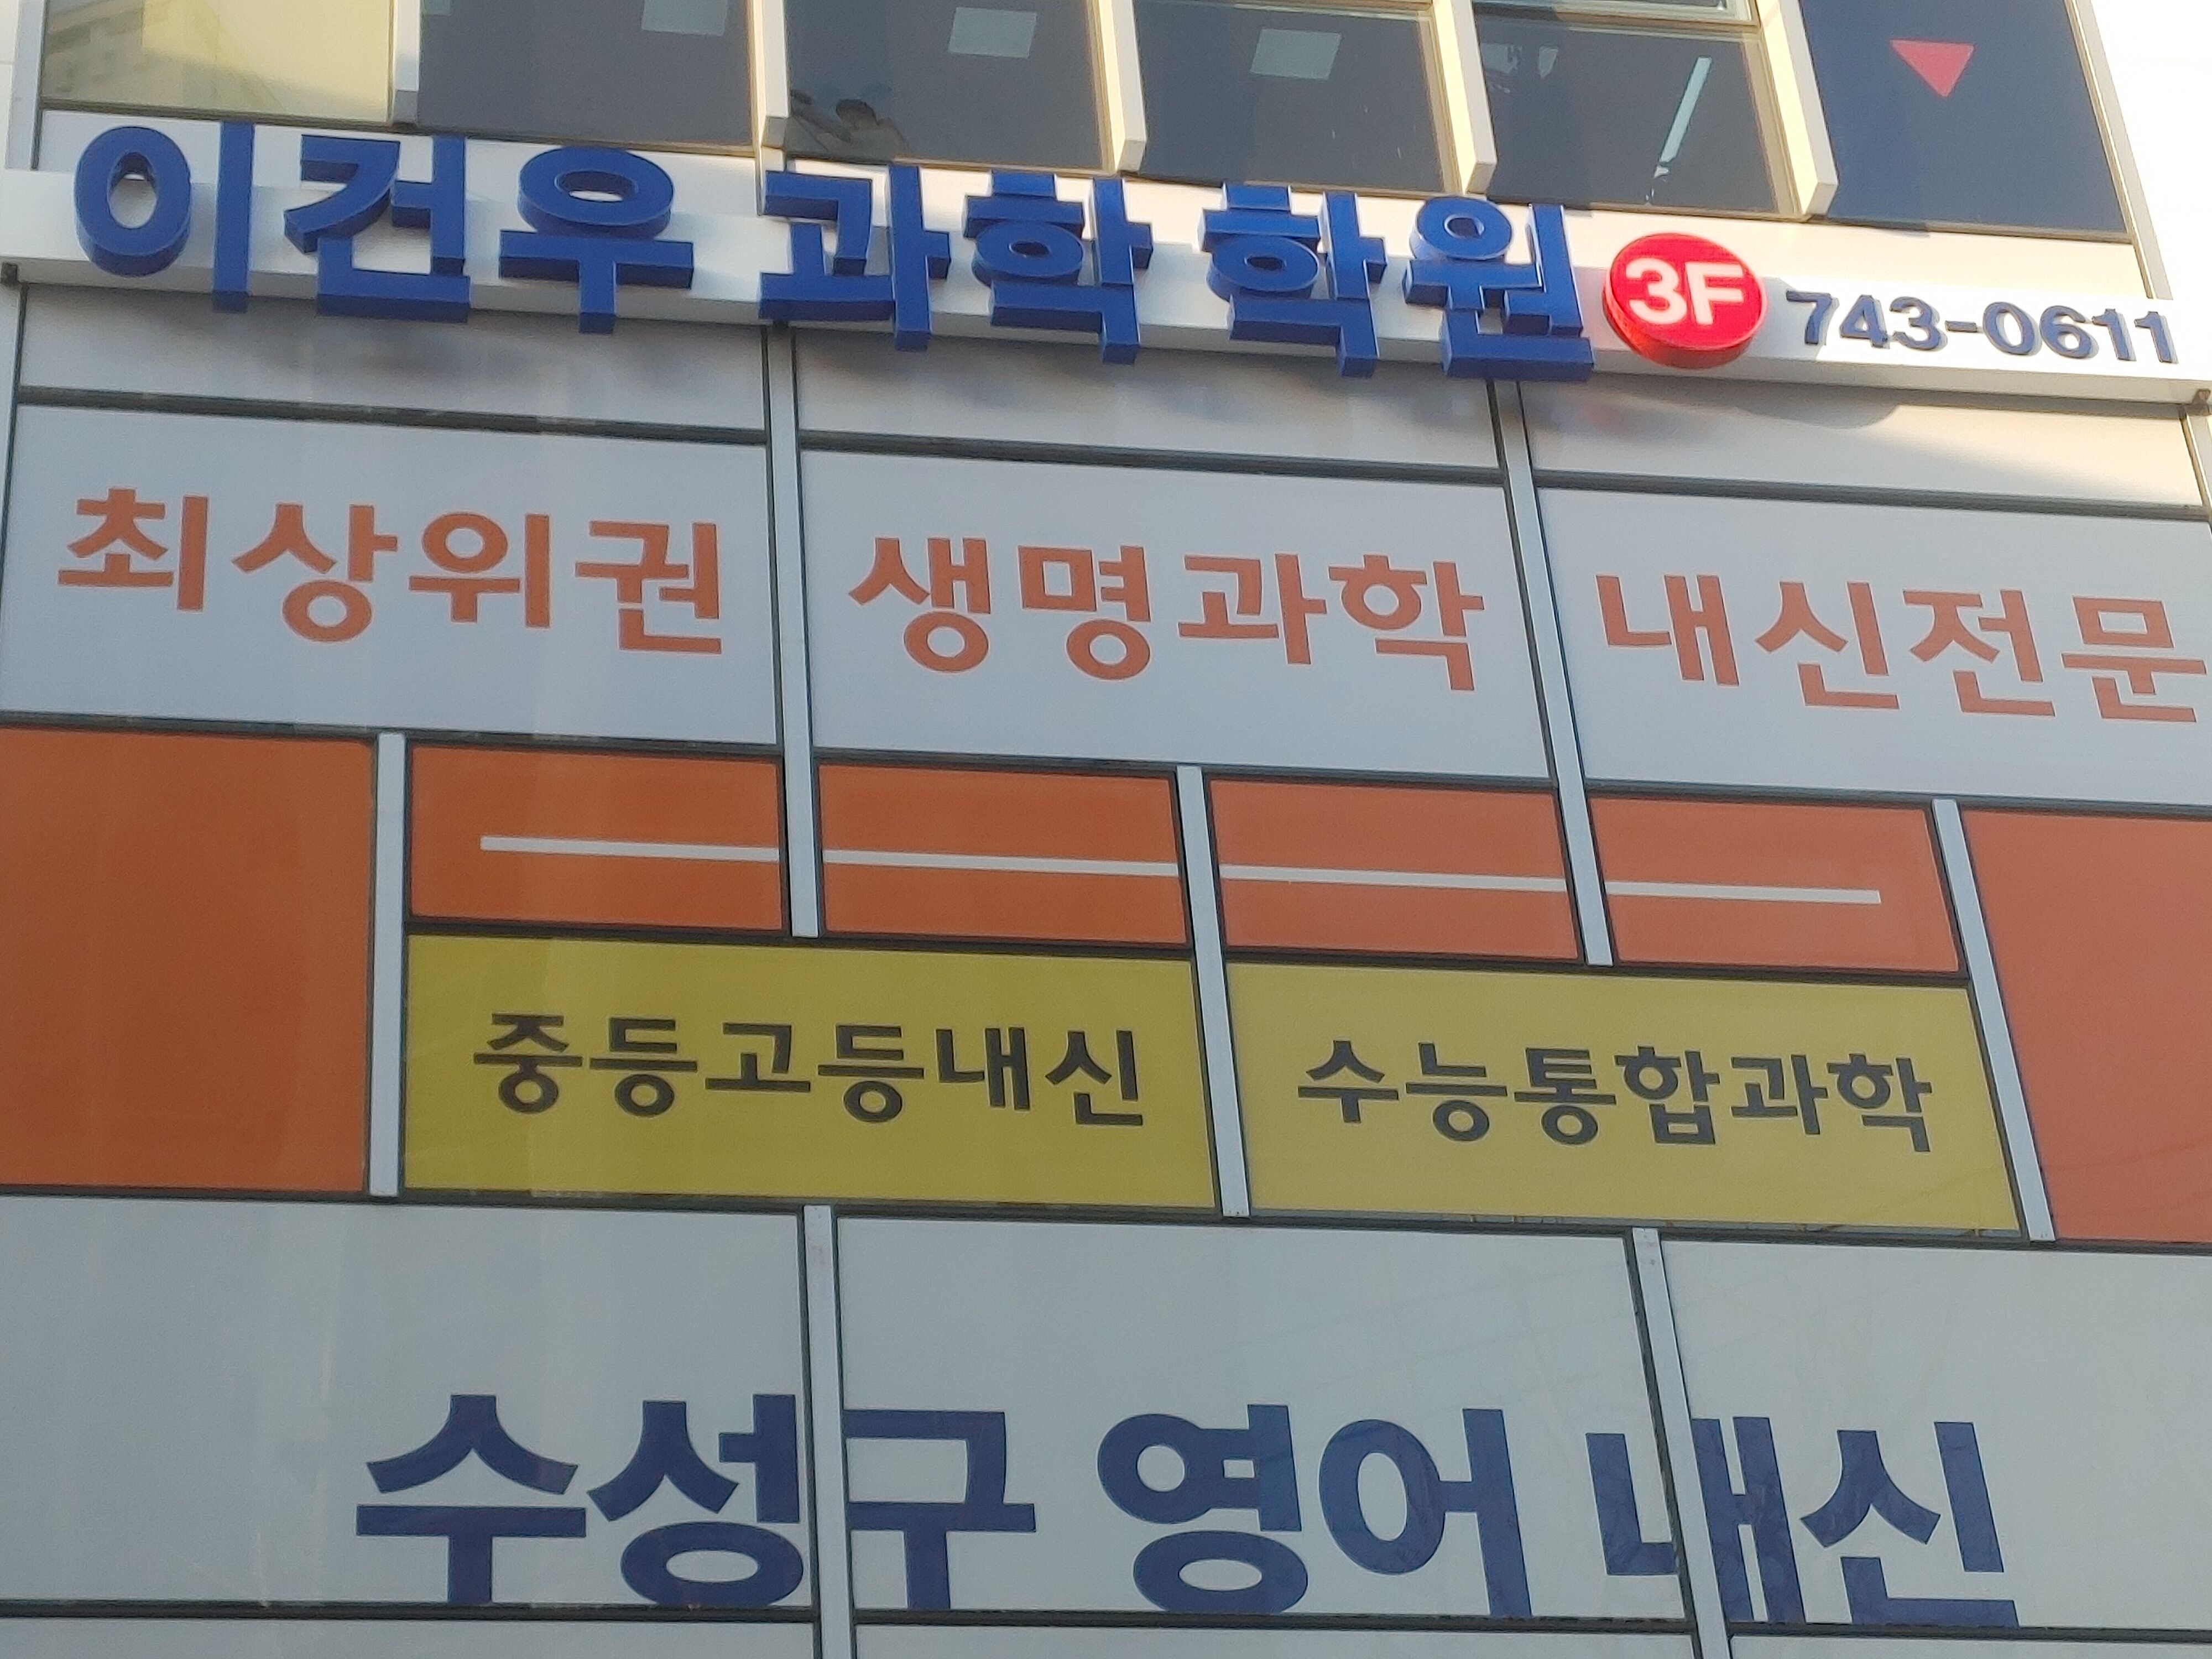 이건우 과학 학원 3F 743-0611
최상위권 생명과학 내신전문
중등고등내신 수능통합과학
수성구 영어 내신